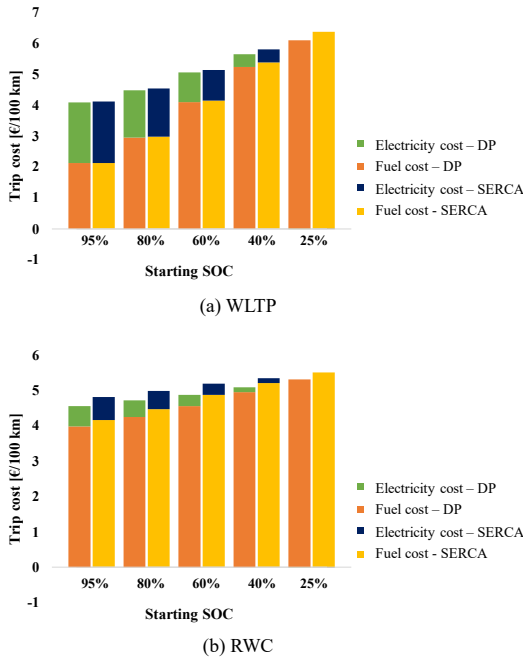 Trip cost [€/100 km]
7
6
5
4
3
2
1
0
-1
95% 80% 60% 40% 25%
Starting SOC
Electricity cost – DP
Fuel cost – DP
Electricity cost – SERCA
Fuel cost - SERCA
(a) WLTP
Trip cost [€/100 km]
6
5
4
3
2
1
0
-1
95% 80% 60% 40% 25%
Starting SOC
Electricity cost – DP
Fuel cost – DP
Electricity cost – SERCA
Fuel cost - SERCA
(b) RWC